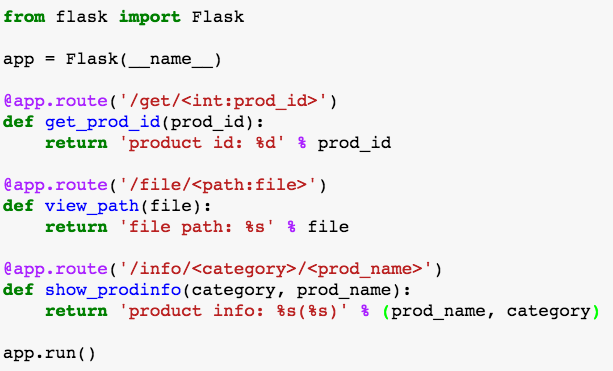 from flask import Flask
app = Flask(__name__)
@app.route('/get/<int:prod_id>')
def get_prod_id(prod_id):
    return 'product id: %d' % prod_id
@app.route('/file/<path:file>')
def view_path(file):
    return 'file path: %s' % file
@app.route('/info/<category>/<prod_name>')
def show_prodinfo(category, prod_name):
    return 'product info: %s(%s)' % (prod_name, category)
app.run()